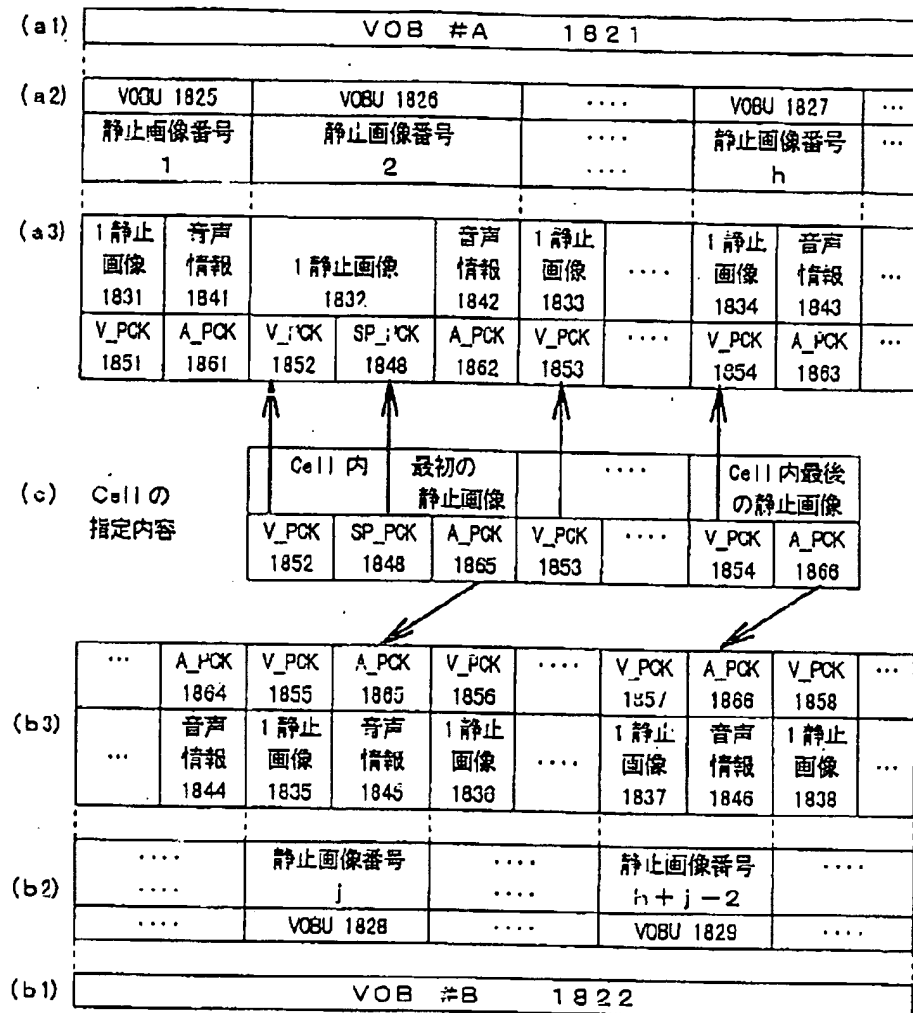 (a1) VOB #A 1821
(a2) VOBU 1825 VOBU 1826 ···· VOBU 1827 ···
静止画像番号 静止画像番号 ···· 静止画像番号 ···
1 2 ···· h
(a3) 1静止 音声 音声 1静止 1静止 音声
画像 情報 1静止画像 情報 画像 ···· 画像 情報 ···
1831 1841 1832 1842 1833 1834 1843
V_PCK A_PCK V_PCK SP_PCK A_PCK V_PCK ···· V_PCK A_PCK ···
1851 1861 1852 1848 1862 1853 1854 1863
Cell内 最初の ···· Cell内最後
静止画像 の静止画像
(c) Cellの
指定内容
V_PCK SP_PCK A_PCK V_PCK ···· V_PCK A_PCK
1852 1848 1865 1853 1854 1866
··· A_PCK V_PCK A_PCK V_PCK ···· V_PCK A_PCK V_PCK ···
1864 1855 1865 1856 1857 1866 1858
(b3) 音声 1静止 音声 1静止 1静止 音声 1静止
··· 情報 画像 情報 画像 ···· 画像 情報 画像 ···
1844 1835 1845 1836 1837 1846 1838
(b2) ···· 静止画像番号 ···· 静止画像番号 ····
···· j ···· h+j−2 ····
···· VOBU 1828 ···· VOBU 1829 ····
(b1) VOB #B 1822